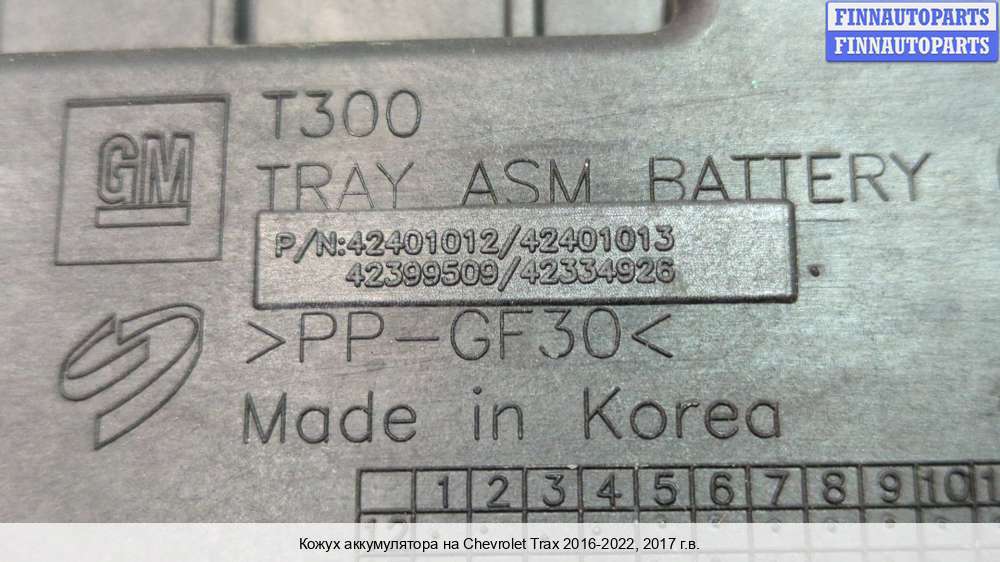 FINNAUTOPARTS
FINNAUTOPARTS
GM
T300
TRAY ASM BATTERY
P/N:42401012/42401013
42399509/42334926
>PP-GF30<
Made in Korea
1 2 3 4 5 6 7 8 9 10
Кожух аккумулятора на Chevrolet Trax 2016-2022, 2017 г.в.